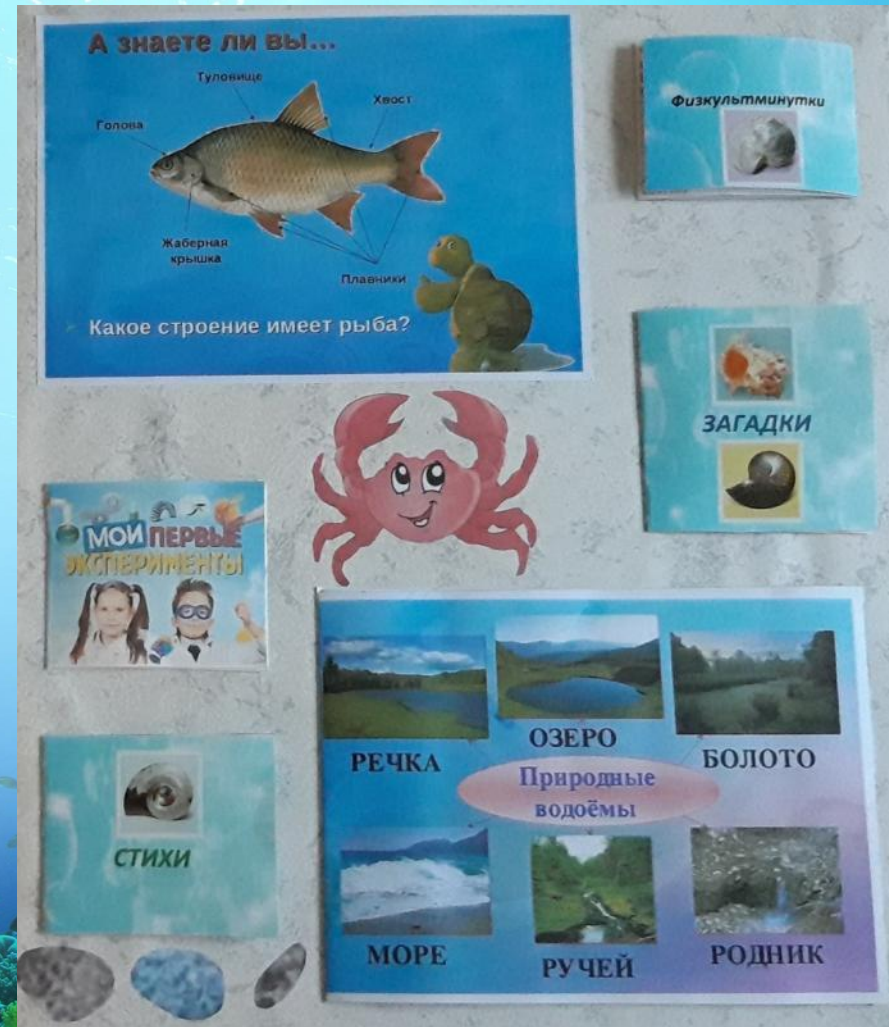 А знаете ли вы...
Туловище
Хвост
Голова
Жаберная
крышка
Плавники
Какое строение имеет рыба?
Физкультминутки
ЗАГАДКИ
МОИ ПЕРВЫЕ
ЭКСПЕРИМЕНТЫ
СТИХИ
РЕЧКА
ОЗЕРО
БОЛОТО
Природные
водоёмы
МОРЕ
РУЧЕЙ
РОДНИК